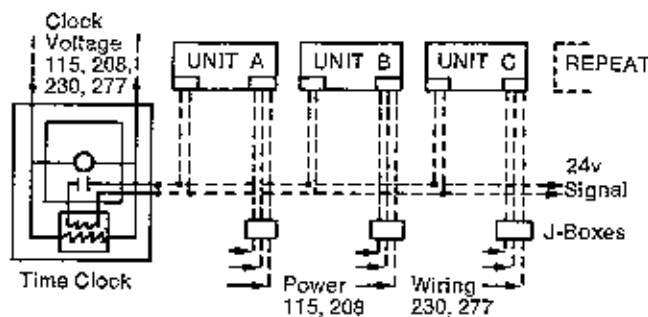 Clock
Voltage
115, 208,
230, 277
UNIT A
UNIT B
UNIT C
REPEAT
24v
Signal
J-Boxes
Time Clock
Power
115, 208
Wiring
230, 277